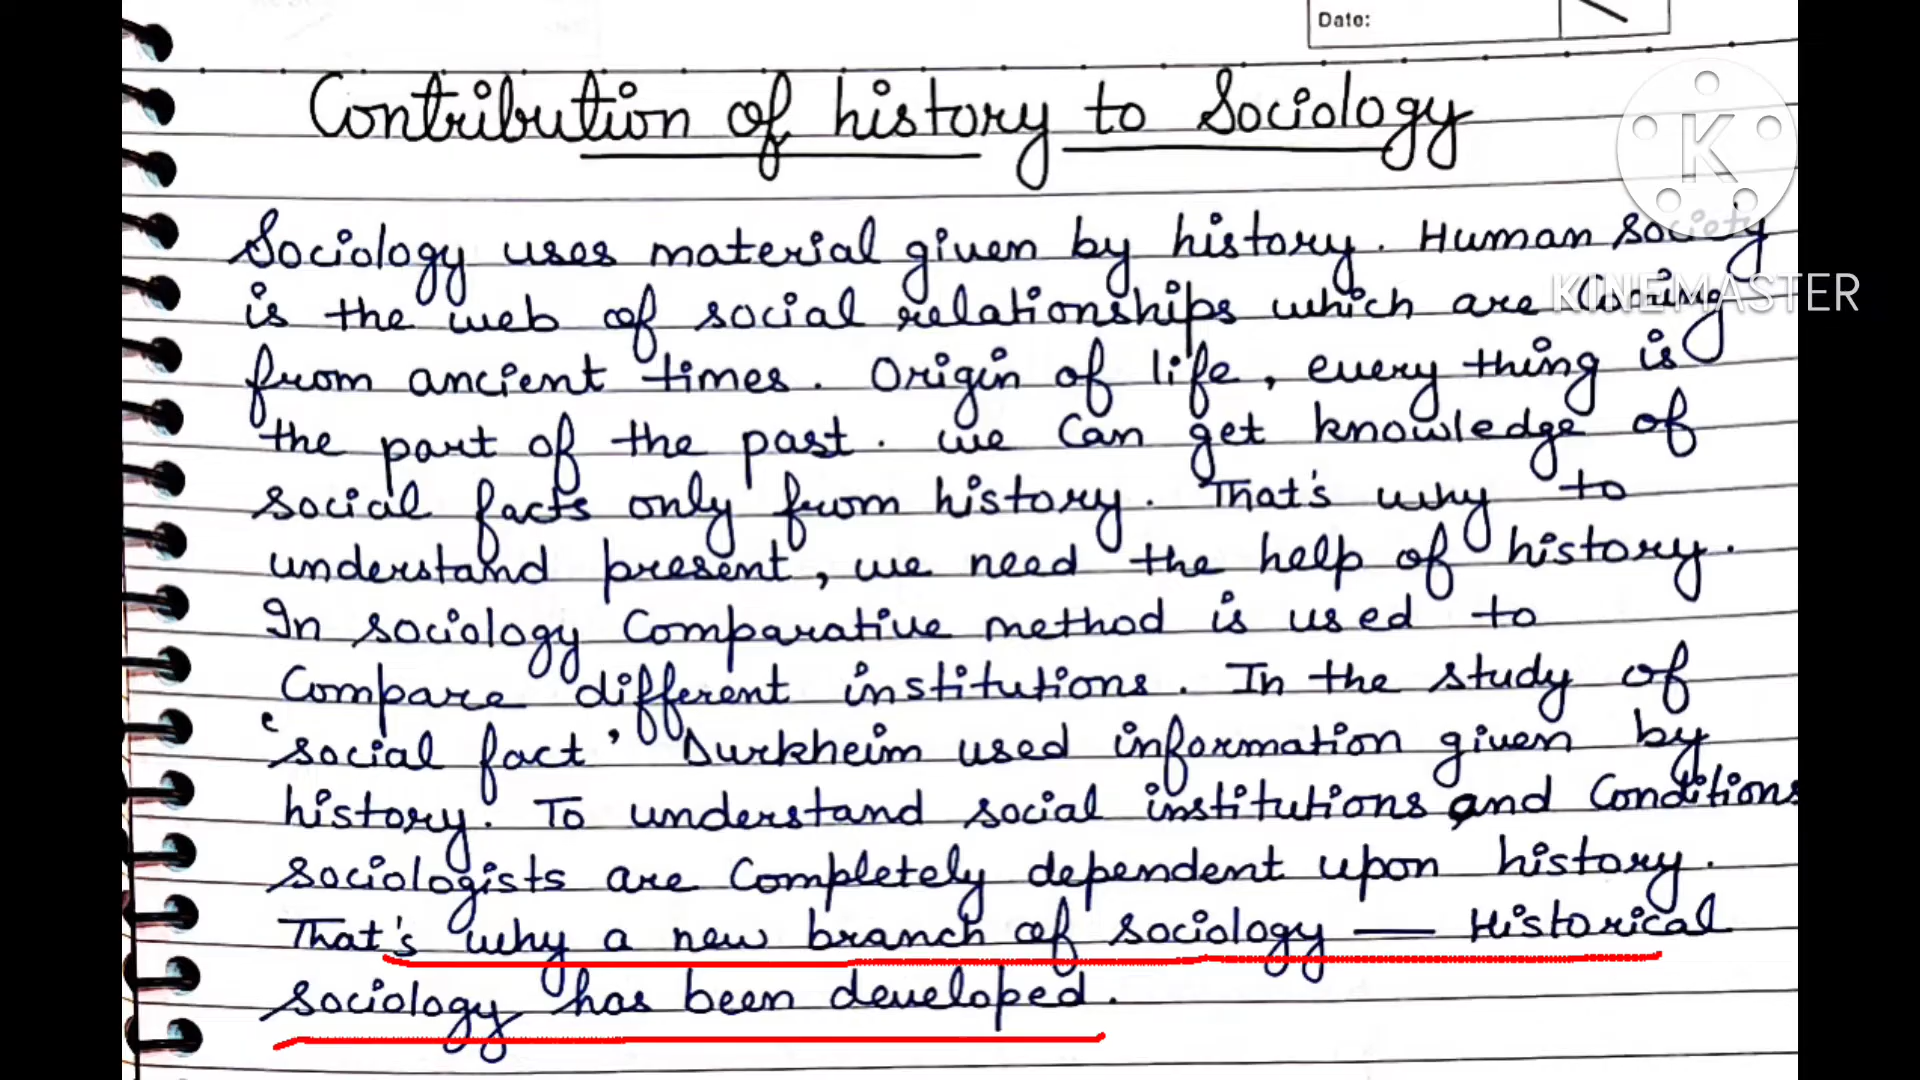 Date:
Contribution of history to Sociology
K
Sociology uses material given by history. Human society
KINEMASTER
is the web of social relationships which are coming
from ancient times. Origin of life, every thing is
the part of the past. We can get knowledge of
social facts only from history. That's why to
understand present, we need the help of history.
In sociology Comparative method is used to
Compare different institutions. In the study of
'social fact' Durkheim used information given by
history. To understand social institutions and Conditions
sociologists are Completely dependent upon history.
That's why a new branch of sociology — Historical
sociology has been developed.